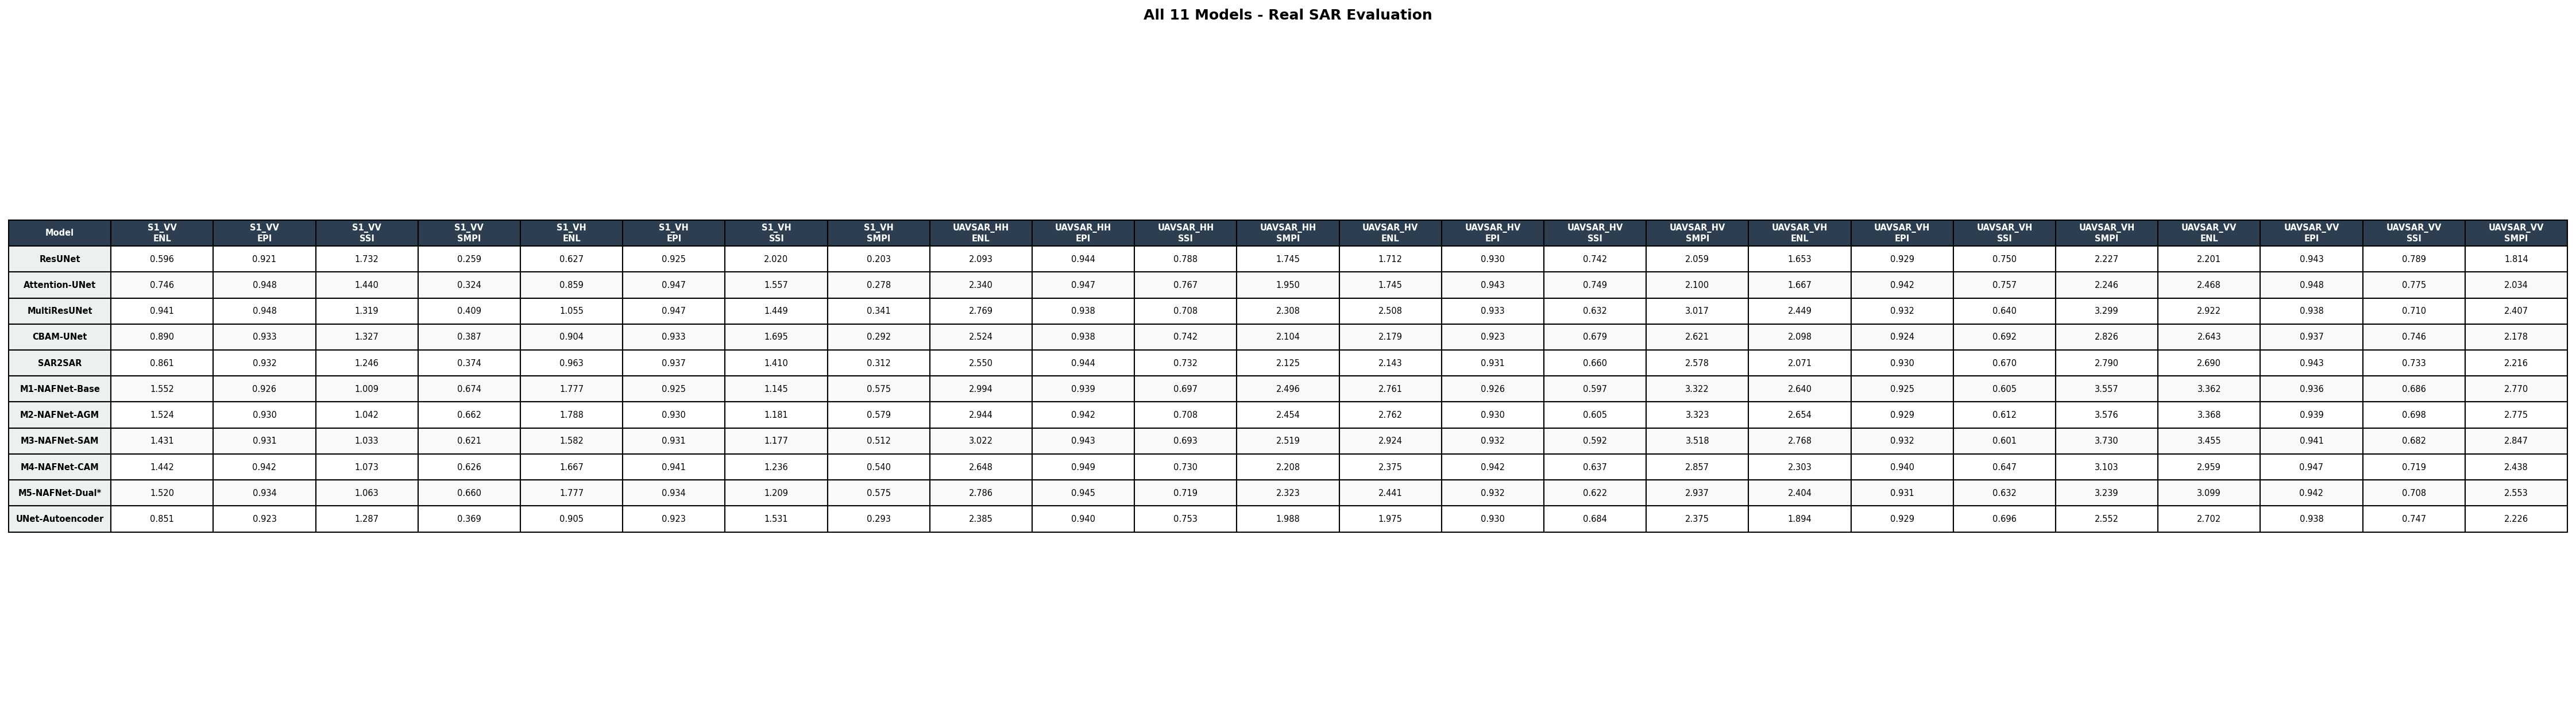 All 11 Models - Real SAR Evaluation
Model S1_VV S1_VV S1_VV S1_VV S1_VH S1_VH S1_VH S1_VH UAVSAR_HH UAVSAR_HH UAVSAR_HH UAVSAR_HH UAVSAR_HV UAVSAR_HV UAVSAR_HV UAVSAR_HV UAVSAR_VH UAVSAR_VH UAVSAR_VH UAVSAR_VH UAVSAR_VV UAVSAR_VV UAVSAR_VV UAVSAR_VV
ENL EPI SSI SMPI ENL EPI SSI SMPI ENL EPI SSI SMPI ENL EPI SSI SMPI ENL EPI SSI SMPI ENL EPI SSI SMPI
ResUNet 0.596 0.921 1.732 0.259 0.627 0.925 2.020 0.203 2.093 0.944 0.788 1.745 1.712 0.930 0.742 2.059 1.653 0.929 0.750 2.227 2.201 0.943 0.789 1.814
Attention-UNet 0.746 0.948 1.440 0.324 0.859 0.947 1.557 0.278 2.340 0.947 0.767 1.950 1.745 0.943 0.749 2.100 1.667 0.942 0.757 2.246 2.468 0.948 0.775 2.034
MultiResUNet 0.941 0.948 1.319 0.409 1.055 0.947 1.449 0.341 2.769 0.938 0.708 2.308 2.508 0.933 0.632 3.017 2.449 0.932 0.640 3.299 2.922 0.938 0.710 2.407
CBAM-UNet 0.890 0.933 1.327 0.387 0.904 0.933 1.695 0.292 2.524 0.938 0.742 2.104 2.179 0.923 0.679 2.621 2.098 0.924 0.692 2.826 2.643 0.937 0.746 2.178
SAR2SAR 0.861 0.932 1.246 0.374 0.963 0.937 1.410 0.312 2.550 0.944 0.732 2.125 2.143 0.931 0.660 2.578 2.071 0.930 0.670 2.790 2.690 0.943 0.733 2.216
M1-NAFNet-Base 1.552 0.926 1.009 0.674 1.777 0.925 1.145 0.575 2.994 0.939 0.697 2.496 2.761 0.926 0.597 3.322 2.640 0.925 0.605 3.557 3.362 0.936 0.686 2.770
M2-NAFNet-AGM 1.524 0.930 1.042 0.662 1.788 0.930 1.181 0.579 2.944 0.942 0.708 2.454 2.762 0.930 0.605 3.323 2.654 0.929 0.612 3.576 3.368 0.939 0.698 2.775
M3-NAFNet-SAM 1.431 0.931 1.033 0.621 1.582 0.931 1.177 0.512 3.022 0.943 0.693 2.519 2.924 0.932 0.592 3.518 2.768 0.932 0.601 3.730 3.455 0.941 0.682 2.847
M4-NAFNet-CAM 1.442 0.942 1.073 0.626 1.667 0.941 1.236 0.540 2.648 0.949 0.730 2.208 2.375 0.942 0.637 2.857 2.303 0.940 0.647 3.103 2.959 0.947 0.719 2.438
M5-NAFNet-Dual* 1.520 0.934 1.063 0.660 1.777 0.934 1.209 0.575 2.786 0.945 0.719 2.323 2.441 0.932 0.622 2.937 2.404 0.931 0.632 3.239 3.099 0.942 0.708 2.553
UNet-Autoencoder 0.851 0.923 1.287 0.369 0.905 0.923 1.531 0.293 2.385 0.940 0.753 1.988 1.975 0.930 0.684 2.375 1.894 0.929 0.696 2.552 2.702 0.938 0.747 2.226